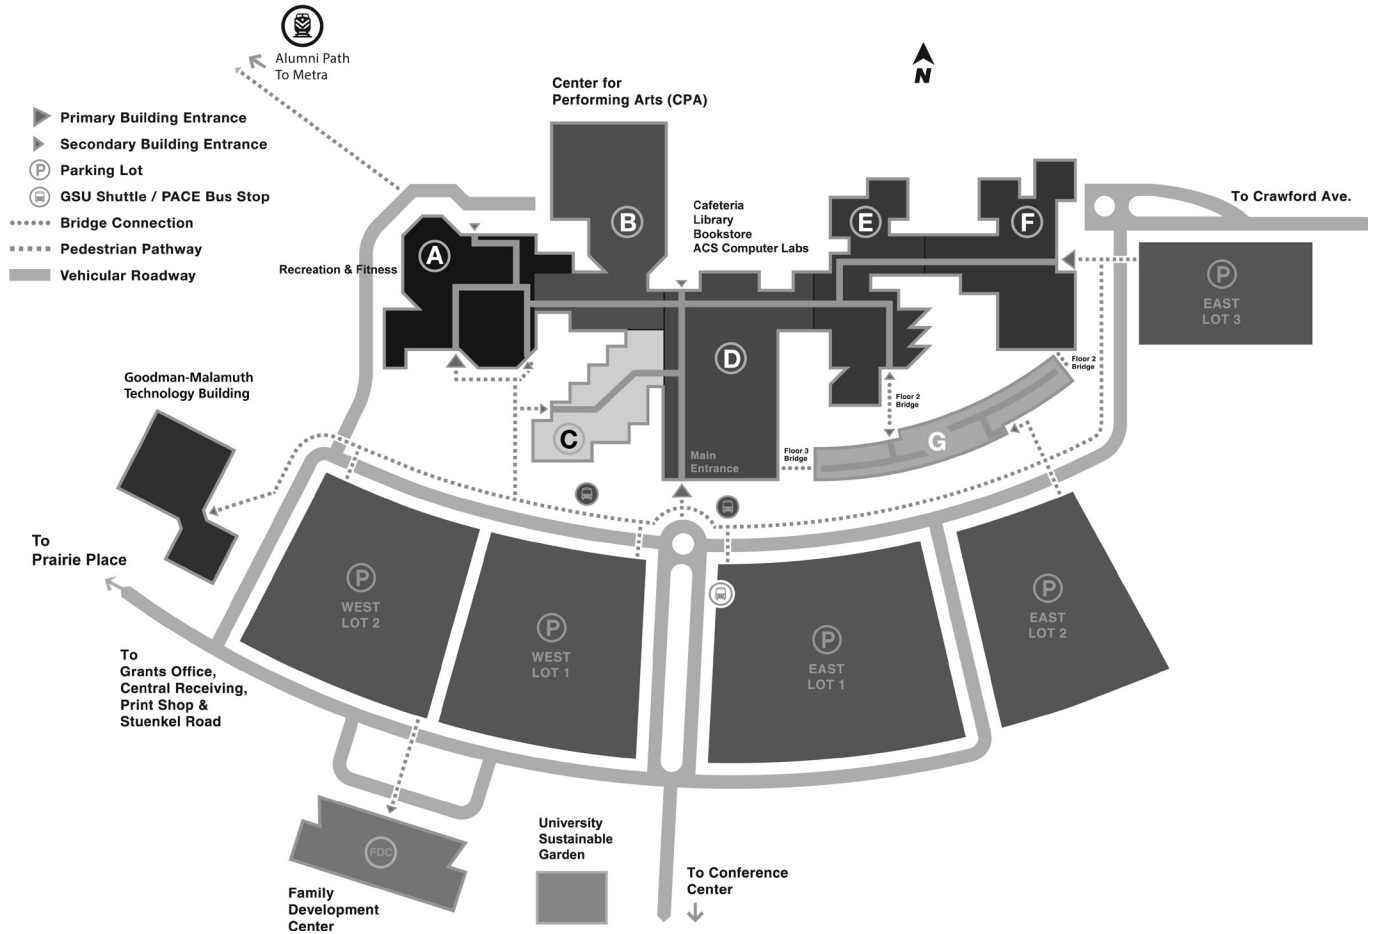 Alumni Path
To Metra
N
Center for
Performing Arts (CPA)
Primary Building Entrance
Secondary Building Entrance
P Parking Lot
GSU Shuttle / PACE Bus Stop
Bridge Connection
Pedestrian Pathway
Vehicular Roadway
To Crawford Ave.
Cafeteria
Library
Bookstore
ACS Computer Labs
A
B
E
F
Recreation & Fitness
P
EAST
LOT 3
D
C
G
Floor 2
Bridge
Floor 2
Bridge
Floor 3
Bridge
Main
Entrance
Goodman-Malamuth
Technology Building
To
Prairie Place
P
WEST
LOT 2
P
WEST
LOT 1
P
EAST
LOT 1
P
EAST
LOT 2
To
Grants Office,
Central Receiving,
Print Shop &
Stuenkel Road
FDC
Family
Development
Center
University
Sustainable
Garden
To Conference
Center